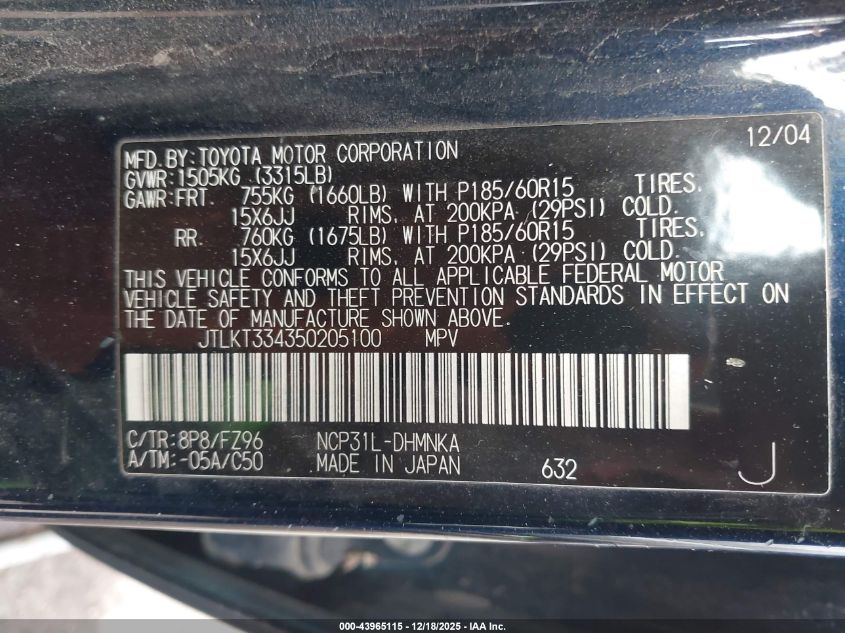 12/04
MFD.BY:TOYOTA MOTOR CORPORATION
GVWR:1505KG (3315LB)
GAWR:FRT. 755KG (1660LB) WITH P185/60R15 TIRES,
15X6JJ RIMS, AT 200KPA (29PSI) COLD.
RR 760KG (1675LB) WITH P185/60R15 TIRES,
15X6JJ RIMS, AT 200KPA (29PSI) COLD.
THIS VEHICLE CONFORMS TO ALL APPLICABLE FEDERAL MOTOR
VEHICLE SAFETY AND THEFT PREVENTION STANDARDS IN EFFECT ON
THE DATE OF MANUFACTURE SHOWN ABOVE.
JTLKT334350205100 MPV
C/TR:8P8/FZ96 NCP31L-DHMNKA
A/TM:-05A/C50 MADE IN JAPAN 632 J
000-43965115 - 12/18/2025 - IAA Inc.